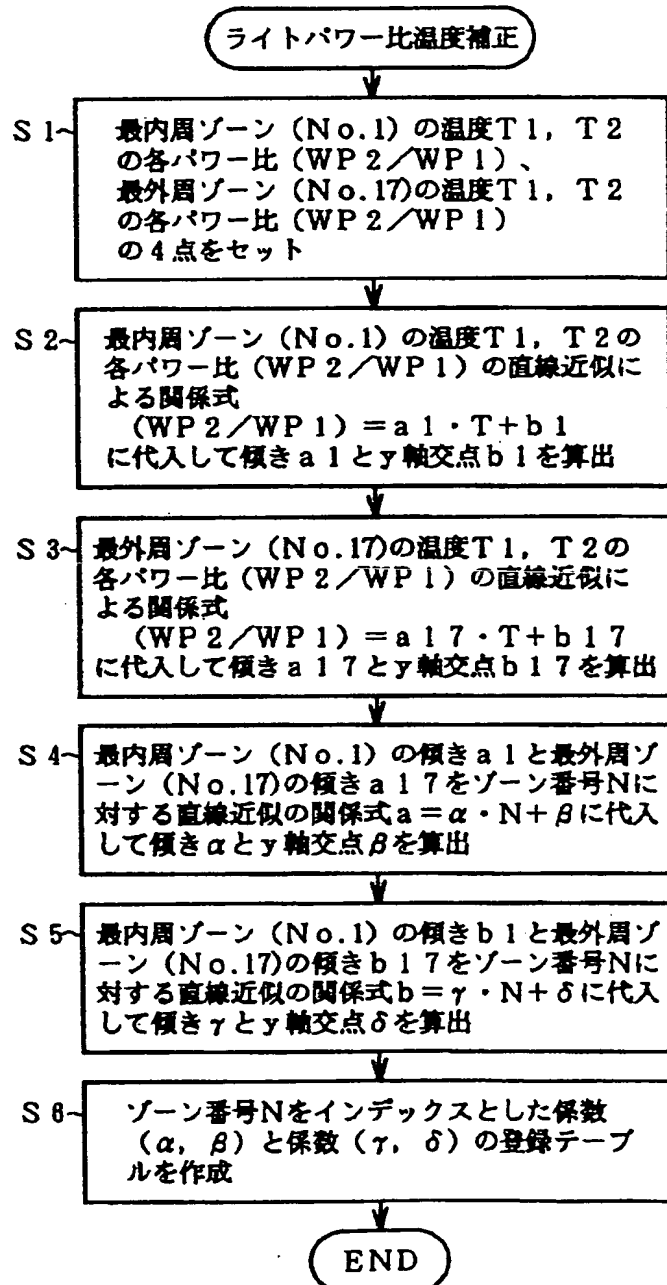 ライトパワー比温度補正
S1~
最内周ゾーン(No.1)の温度T1,T2
の各パワー比(WP2/WP1)、
最外周ゾーン(No.17)の温度T1,T2
の各パワー比(WP2/WP1)
の4点をセット
S2~
最内周ゾーン(No.1)の温度T1,T2の
各パワー比(WP2/WP1)の直線近似に
よる関係式
(WP2/WP1)=a1・T+b1
に代入して傾きa1とy軸交点b1を算出
S3~
最外周ゾーン(No.17)の温度T1,T2の
各パワー比(WP2/WP1)の直線近似に
よる関係式
(WP2/WP1)=a17・T+b17
に代入して傾きa17とy軸交点b17を算出
S4~
最内周ゾーン(No.1)の傾きa1と最外周ゾ
ーン(No.17)の傾きa17をゾーン番号Nに
対する直線近似の関係式a=α・N+βに代入
して傾きαとy軸交点βを算出
S5~
最内周ゾーン(No.1)の傾きb1と最外周ゾ
ーン(No.17)の傾きb17をゾーン番号Nに
対する直線近似の関係式b=γ・N+δに代入
して傾きγとy軸交点δを算出
S6~
ゾーン番号Nをインデックスとした係数
(α,β)と係数(γ,δ)の登録テーブ
ルを作成
END